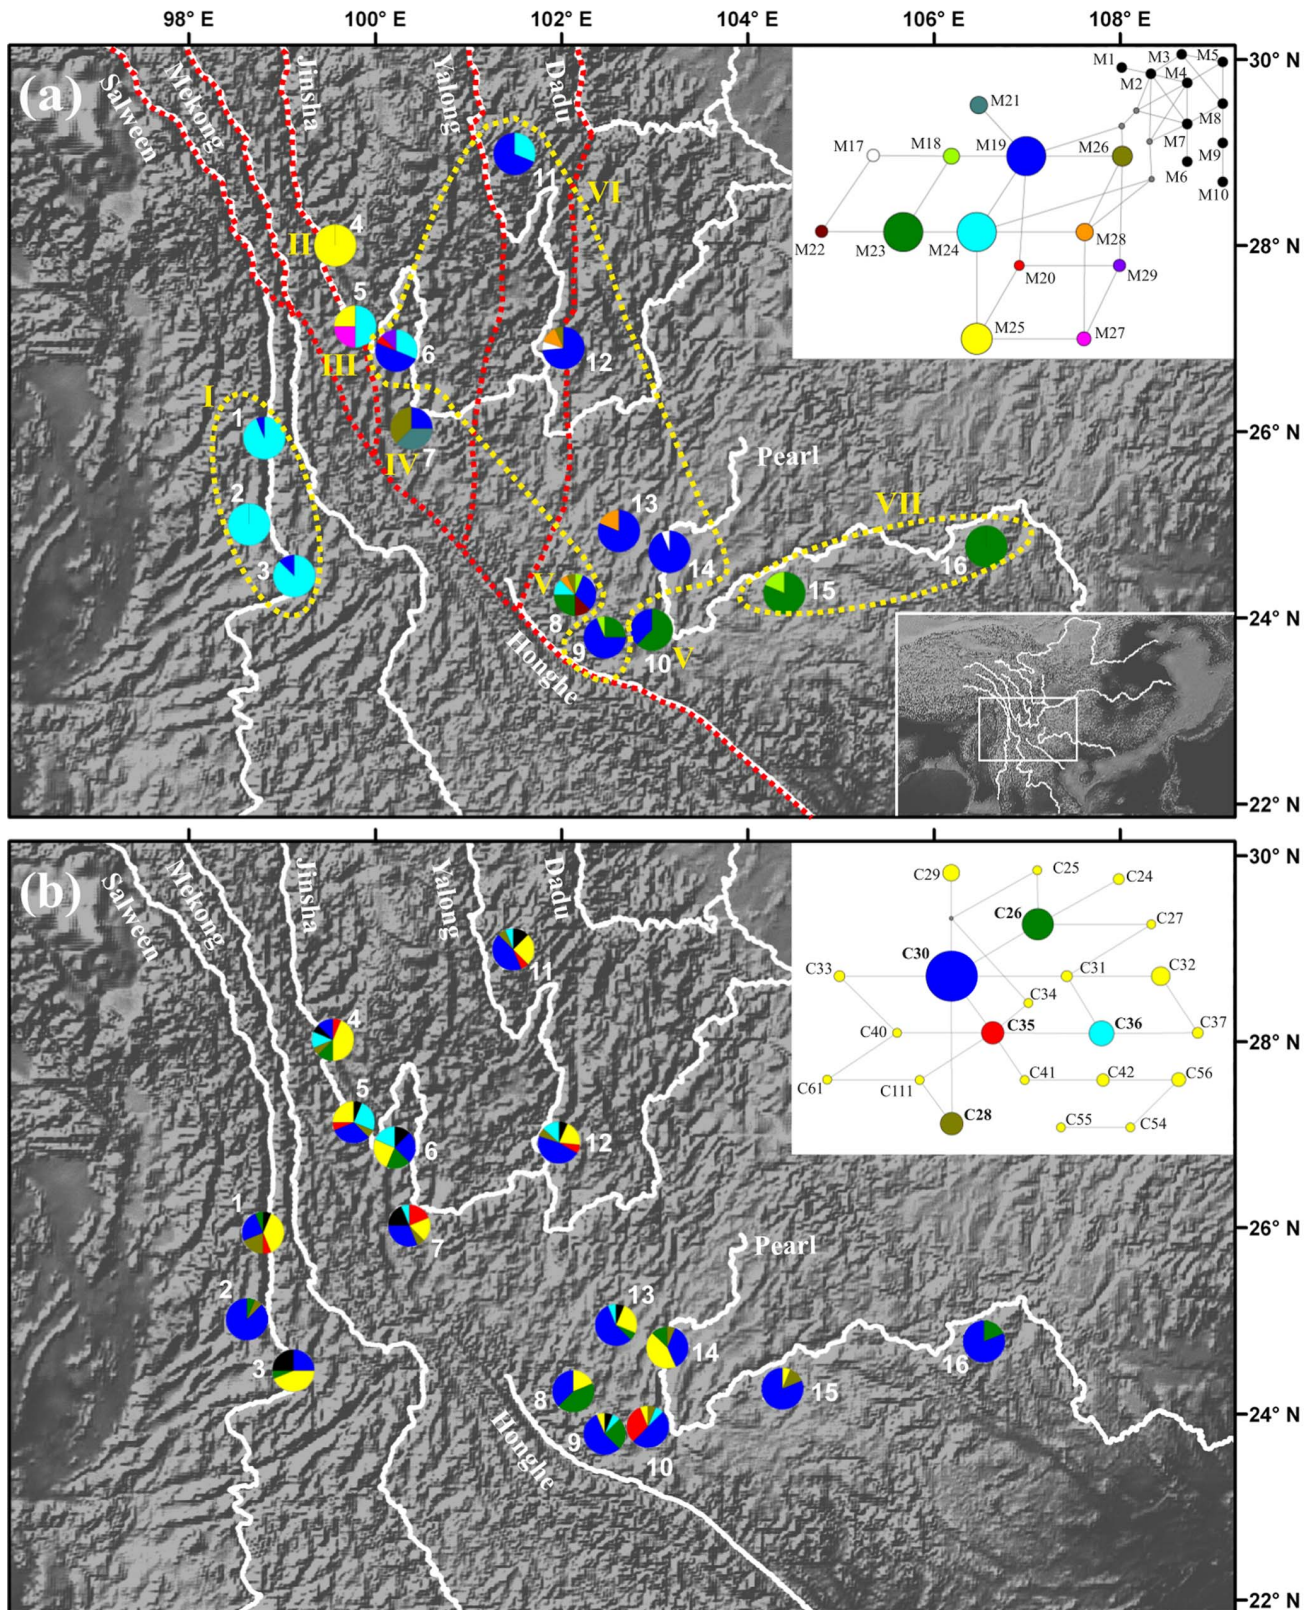 98° E 100° E 102° E 104° E 106° E 108° E
(a)
Salween Mekong Jinsha Yalong Dadu
30° N
28° N
26° N
24° N
22° N
M1 M3 M5
M2 M4
M21 M8
M17 M18 M19 M26 M7 M9
M6 M10
M22 M23 M24 M28
M20 M29
M25 M27
11 VI
4
II
5
III 6 12
I
1 7
IV Pearl
2 13 VII
3 14 16
V 15
8
9 10 V
Honghe
(b)
Salween Mekong Jinsha Yalong Dadu
30° N
28° N
26° N
24° N
22° N
C29 C25 C24
C26 C27
C30
C33 C31 C32
C34
C40 C35 C36 C37
C61 C111 C41 C42 C56
C28 C55 C54
11
4
5
6 12
1
7 Pearl
2 13
3 14 16
8 15
9 10
Honghe